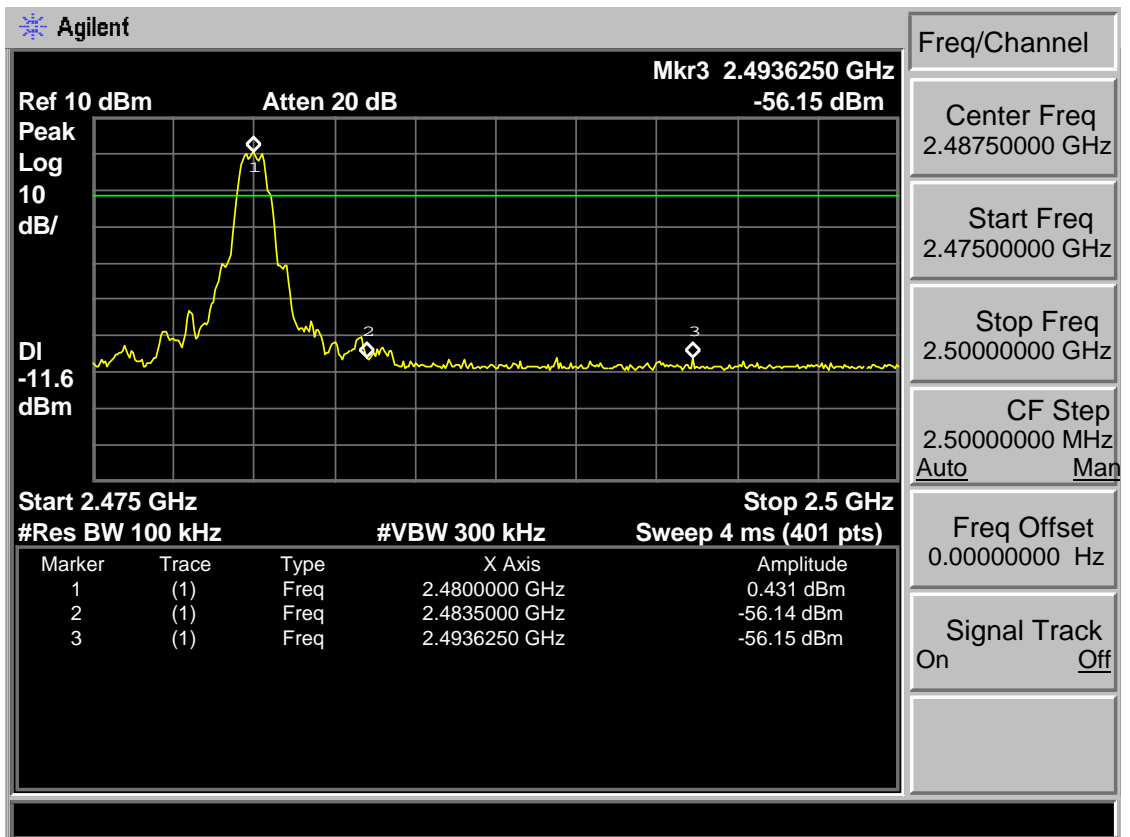 Agilent
Freq/Channel
Mkr3 2.4936250 GHz
Ref 10 dBm Atten 20 dB -56.15 dBm
Peak
Log
10
dB/
1
2
3
DI
-11.6
dBm
Start 2.475 GHz Stop 2.5 GHz
#Res BW 100 kHz #VBW 300 kHz Sweep 4 ms (401 pts)
Marker Trace Type X Axis Amplitude
1 (1) Freq 2.4800000 GHz 0.431 dBm
2 (1) Freq 2.4835000 GHz -56.14 dBm
3 (1) Freq 2.4936250 GHz -56.15 dBm
Center Freq
2.48750000 GHz
Start Freq
2.47500000 GHz
Stop Freq
2.50000000 GHz
CF Step
2.50000000 MHz
Auto Man
Freq Offset
0.00000000 Hz
Signal Track
On Off